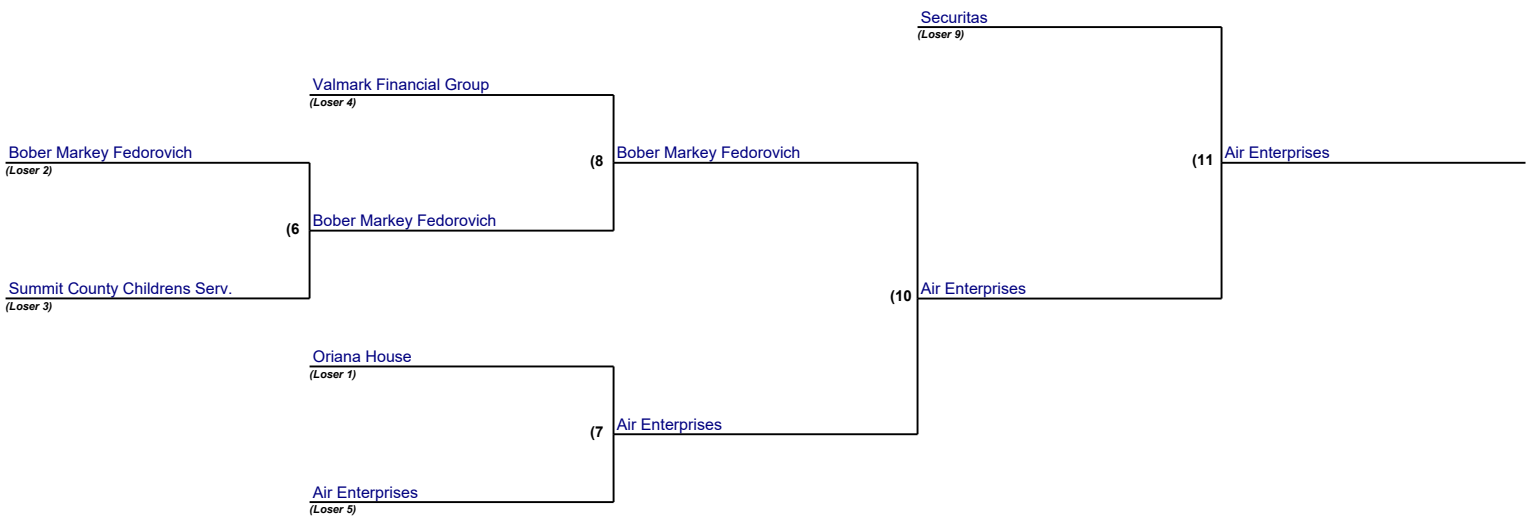 Securitas
(Loser 9)
Valmark Financial Group
(Loser 4)
Bober Markey Fedorovich
(Loser 2)
(8
Bober Markey Fedorovich
(11
Air Enterprises
(6
Bober Markey Fedorovich
Summit County Childrens Serv.
(Loser 3)
(10
Air Enterprises
Oriana House
(Loser 1)
(7
Air Enterprises
Air Enterprises
(Loser 5)